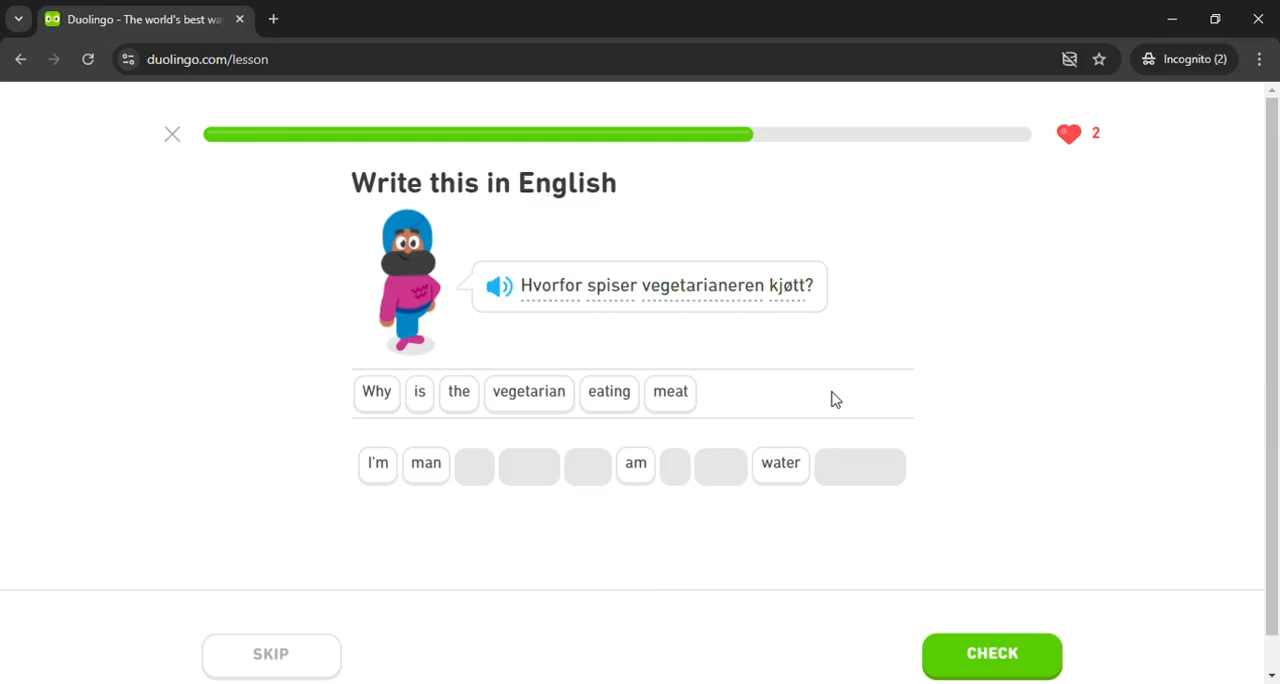 Duolingo - The world's best wa
duolingo.com/lesson
Incognito (2)
2
Write this in English
Hvorfor spiser vegetarianeren kjøtt?
Why is the vegetarian eating meat
I'm man am water
SKIP
CHECK